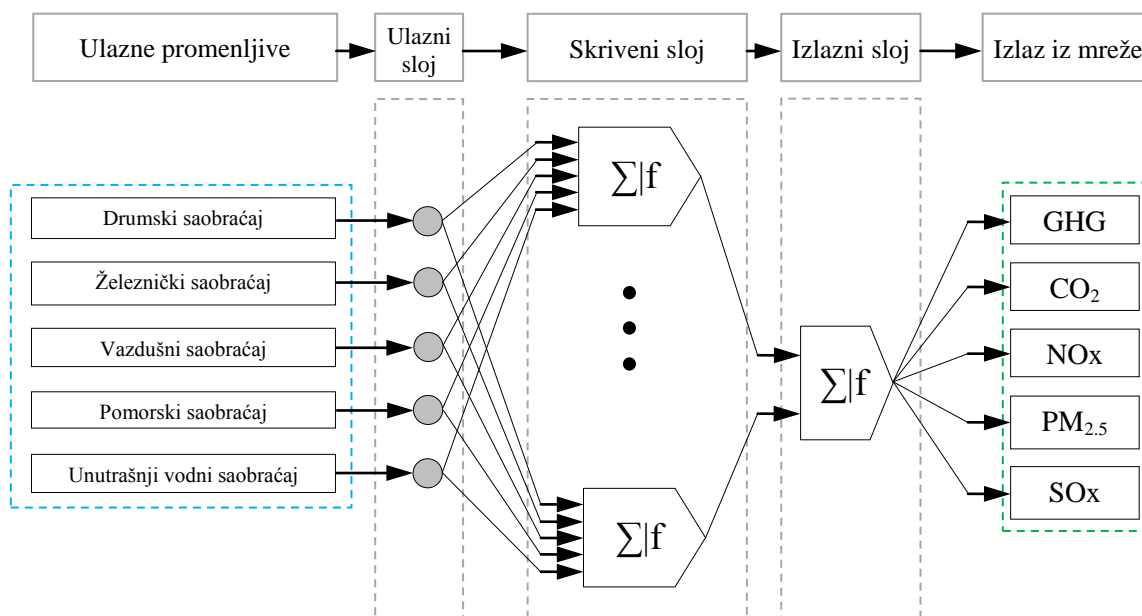 Ulazne promenljive
Ulazni
sloj
Skriveni sloj
Izlazni sloj
Izlaz iz mreže
Drumski saobraćaj
Železnički saobraćaj
Vazdušni saobraćaj
Pomorski saobraćaj
Unutrašnji vodni saobraćaj
∑|f
∑|f
∑|f
GHG
CO₂
NOx
PM₂.₅
SOx